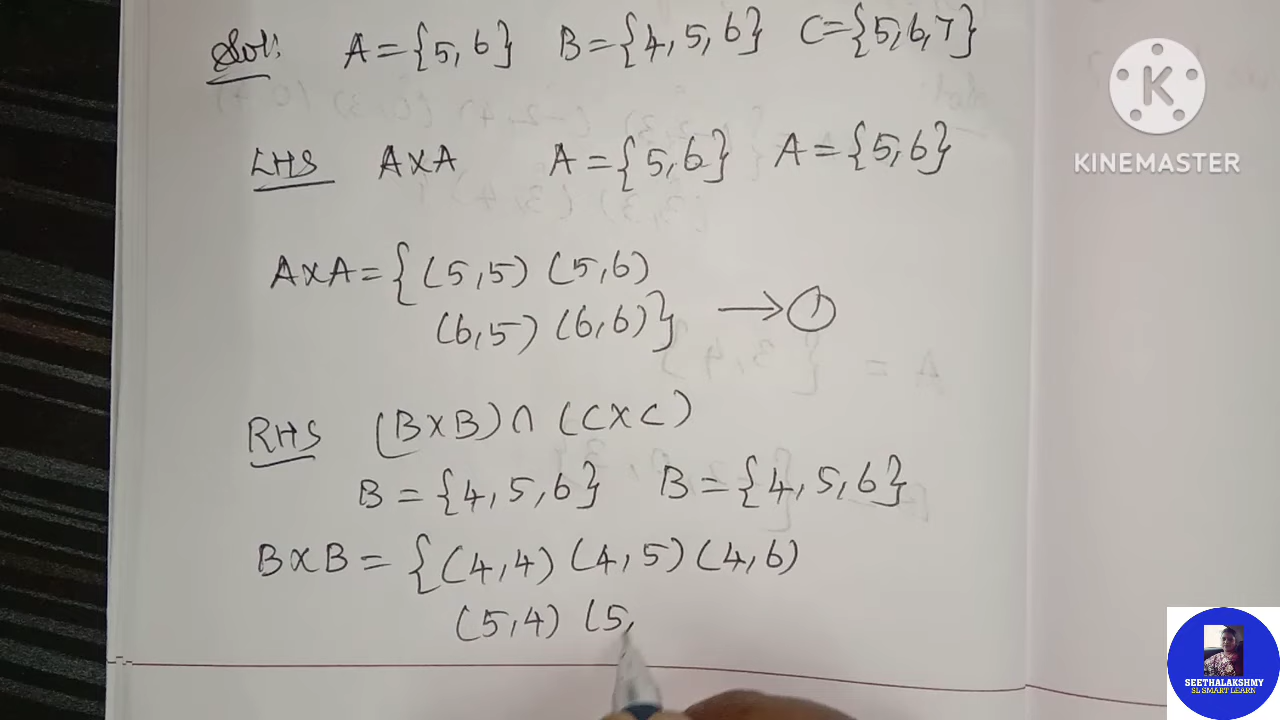 Sol: A = {5, 6} B = {4, 5, 6} C = {5, 6, 7}
LHS A×A A = {5, 6} A = {5, 6}
KINEMASTER
A×A = { (5, 5) (5, 6)
(6, 5) (6, 6) } → 1
RHS (B×B) ∩ (C×C)
B = {4, 5, 6} B = {4, 5, 6}
B×B = { (4, 4) (4, 5) (4, 6)
(5, 4) (5,
SEETHALAKSHMY
SL SMART LEARN